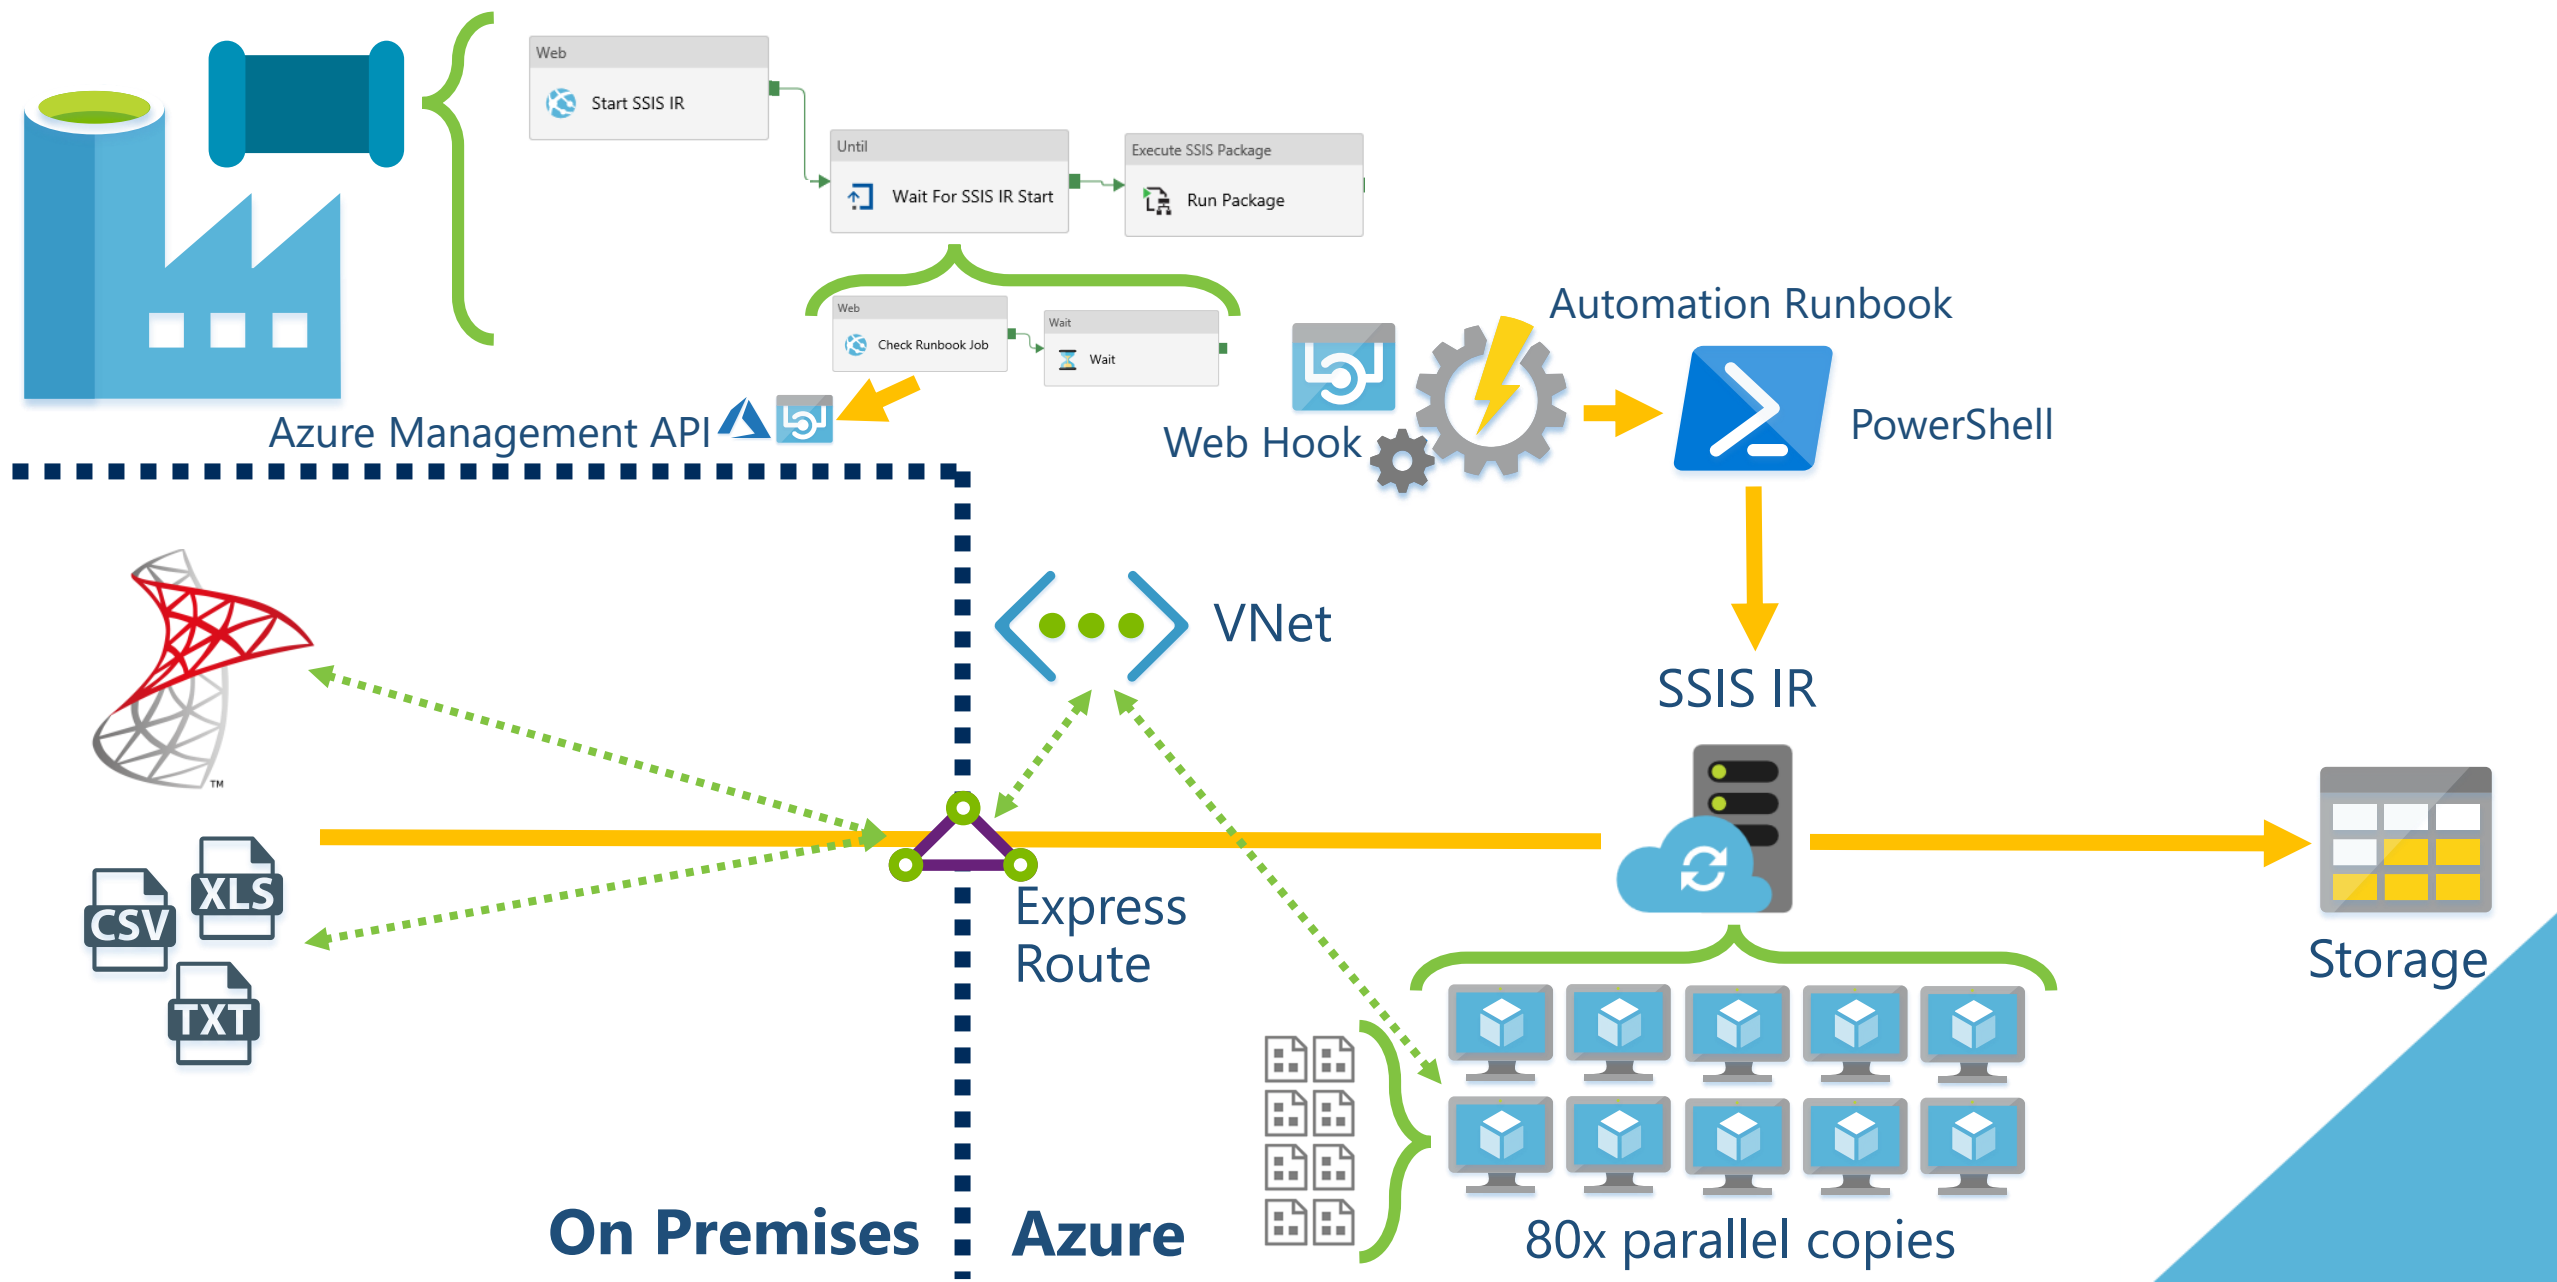 Web
Start SSIS IR
Until
Wait For SSIS IR Start
Execute SSIS Package
Run Package
Web
Check Runbook Job
Wait
Wait
Automation Runbook
Azure Management API
Web Hook
PowerShell
VNet
SSIS IR
TM
XLS
CSV
TXT
Express
Route
Storage
On Premises
Azure
80x parallel copies